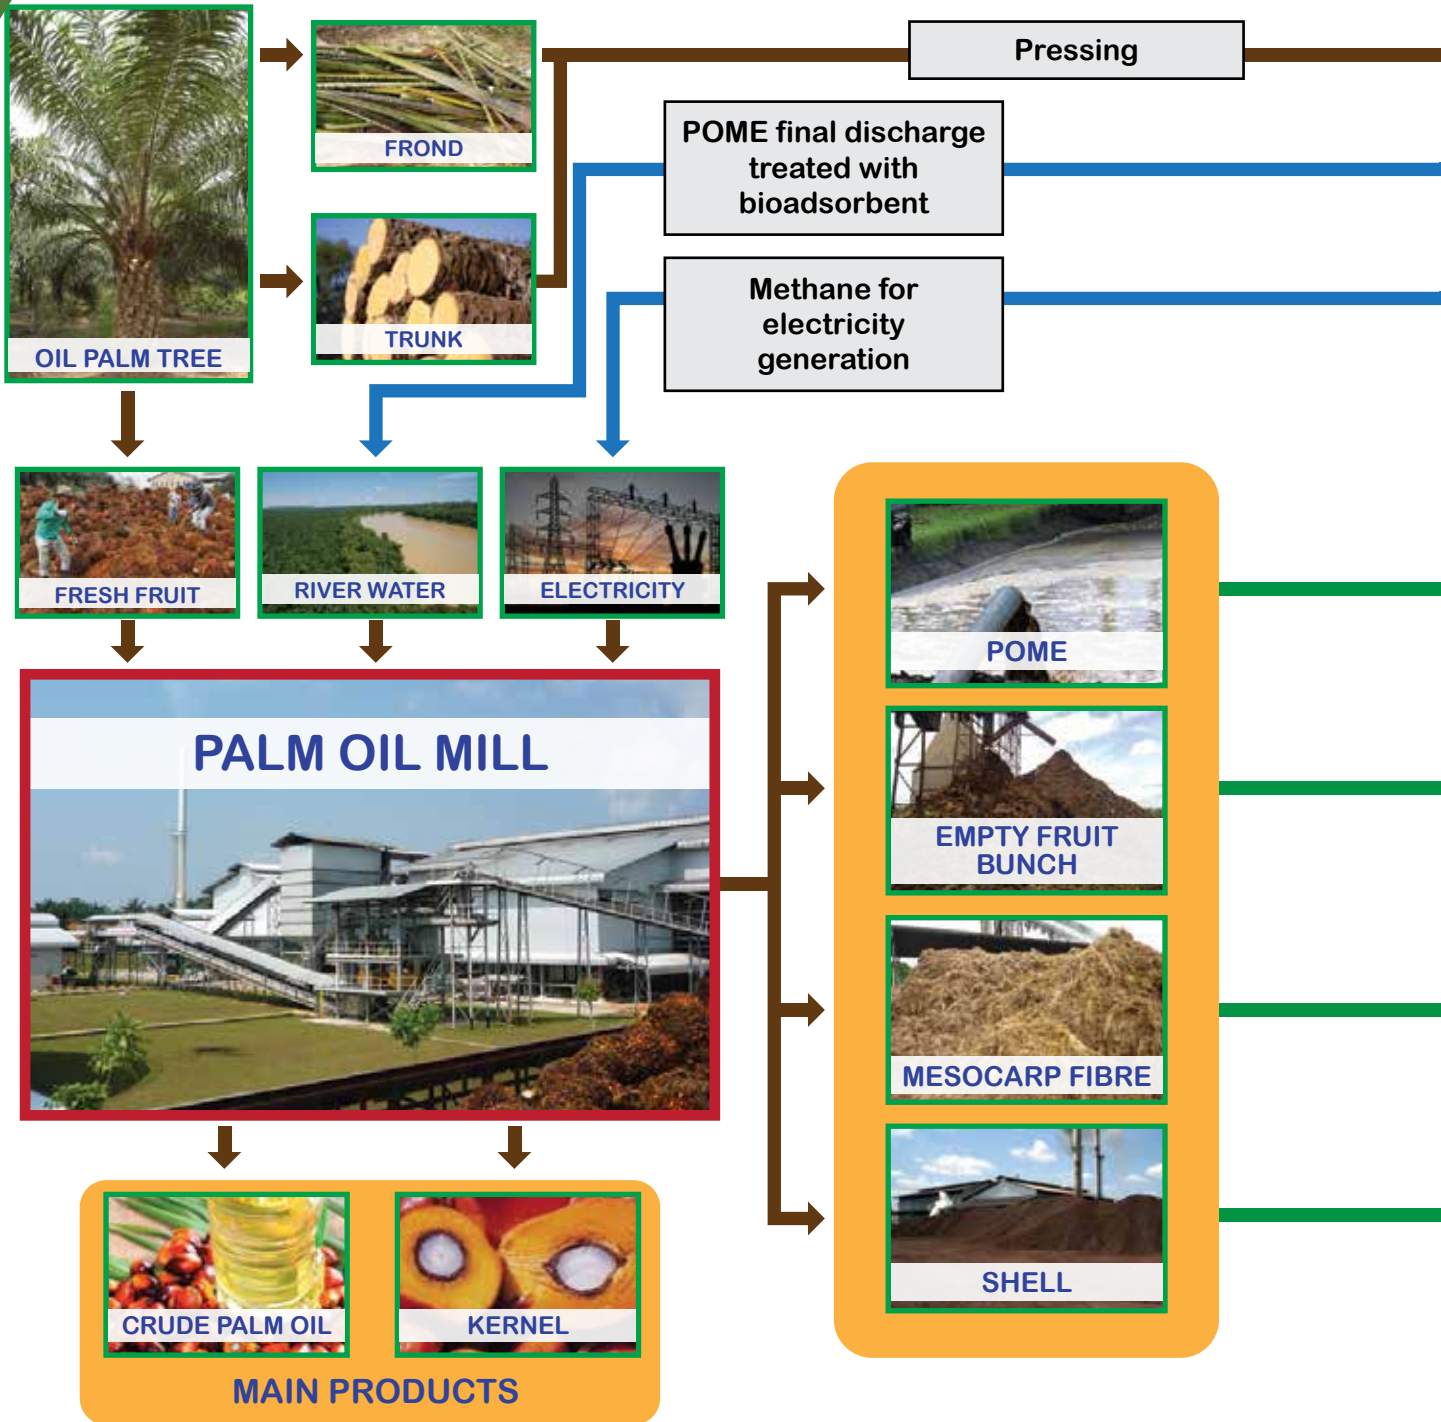 Pressing
POME final discharge
treated with
bioadsorbent
FROND
Methane for
electricity
generation
TRUNK
OIL PALM TREE
FRESH FRUIT
RIVER WATER
ELECTRICITY
POME
PALM OIL MILL
EMPTY FRUIT
BUNCH
MESOCARP FIBRE
SHELL
CRUDE PALM OIL
KERNEL
MAIN PRODUCTS